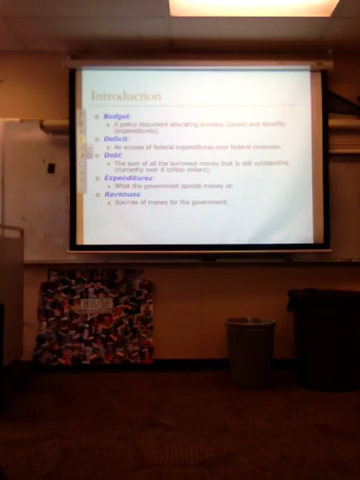 Introduction
Budget:
A policy document allocating burdens (taxes) and benefits
(expenditures).
Deficit:
An excess of federal expenditures over federal revenues.
Debt:
The sum of all the borrowed money that is still outstanding
(currently over 8 trillion dollars).
Expenditures:
What the government spends money on.
Revenues:
Sources of money for the government.